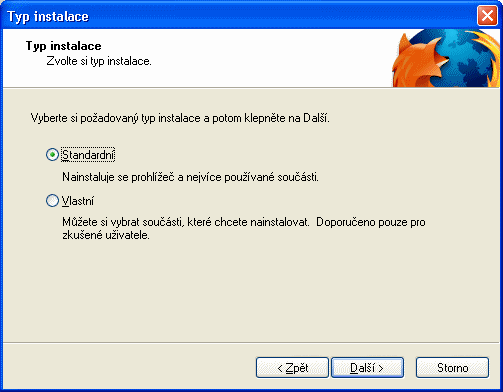 Typ instalace
Typ instalace
Zvolte si typ instalace.
Vyberte si požadovaný typ instalace a potom klepněte na Další.
Standardní
Nainstaluje se prohlížeč a nejvíce používané součásti.
Vlastní
Můžete si vybrat součásti, které chcete nainstalovat. Doporučeno pouze pro
zkušené uživatele.
< Zpět
Další >
Storno